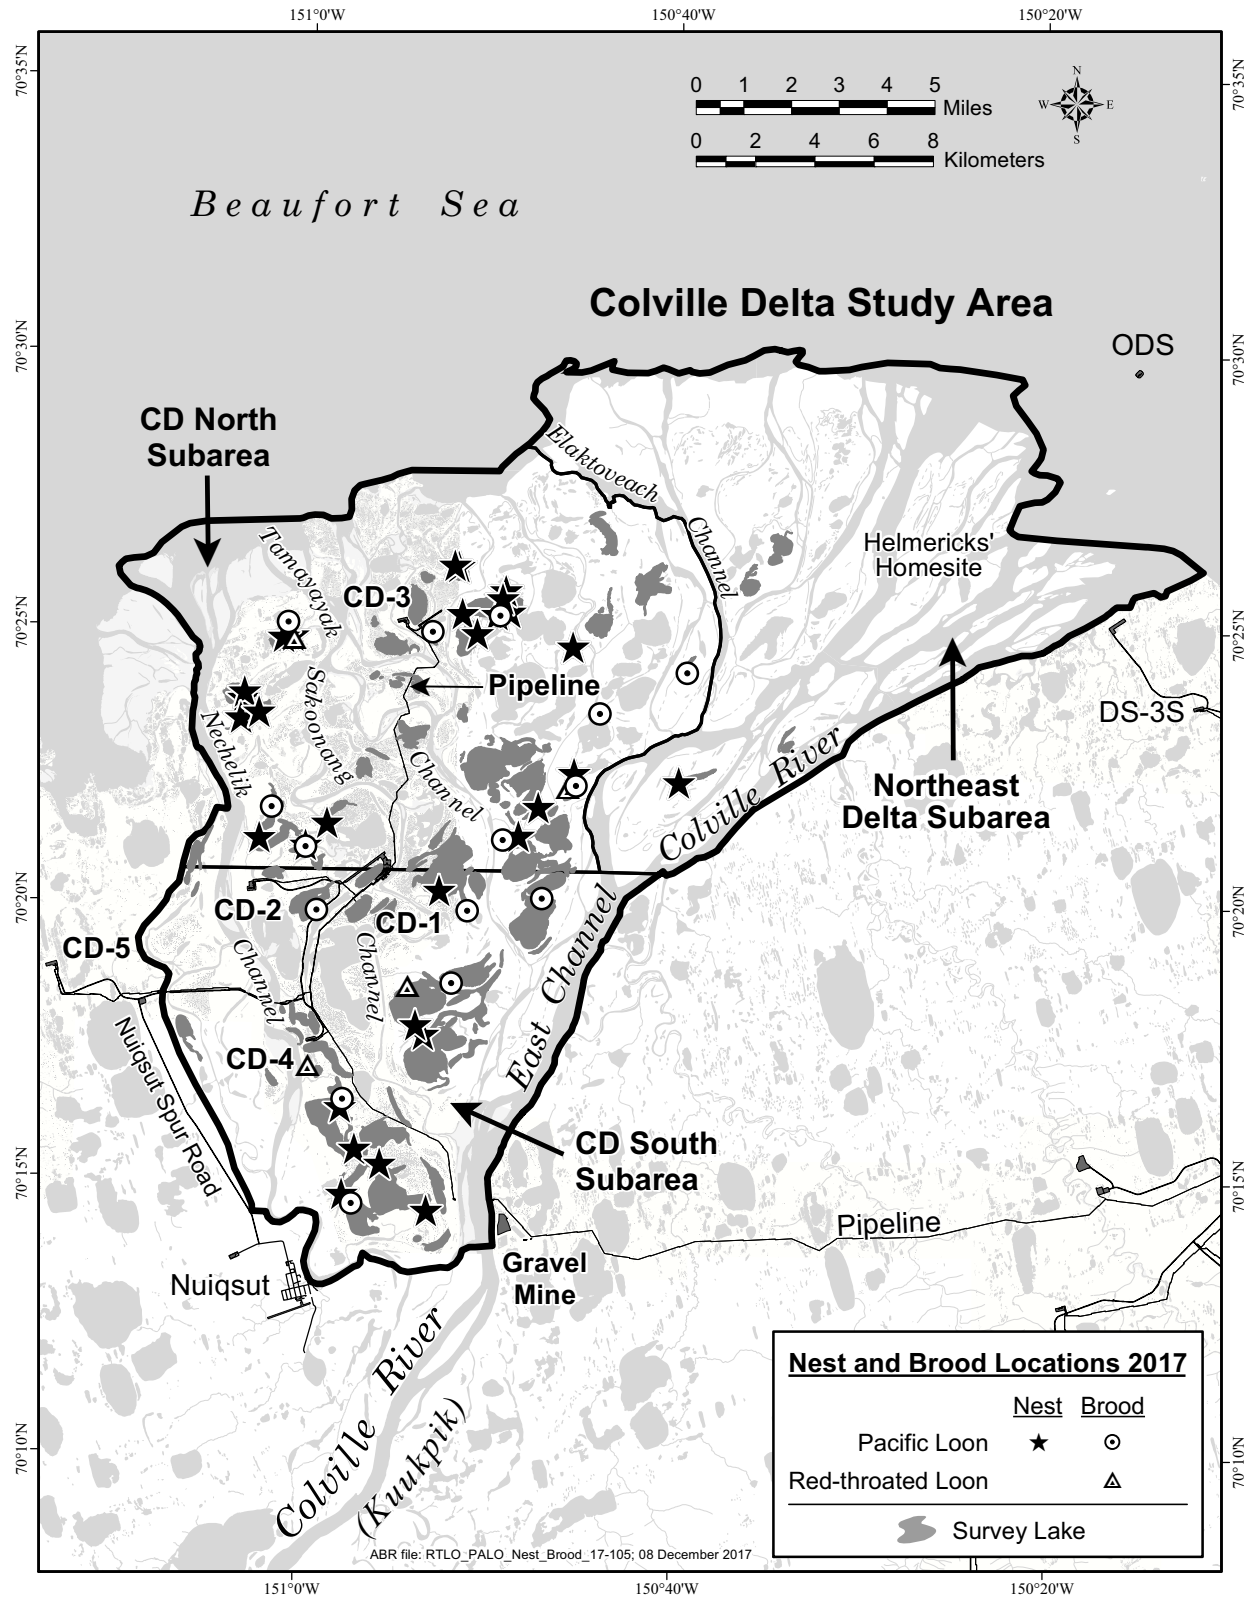 151°0'W
150°40'W
150°20'W
70°35'N
70°35'N
0 1 2 3 4 5
Miles
0 2 4 6 8
Kilometers
N
W E
S
Beaufort Sea
Colville Delta Study Area
ODS
70°30'N
70°30'N
CD North
Subarea
Elaktoveach
Channel
Tamayayak
Helmericks'
Homesite
CD-3
70°25'N
70°25'N
Sakoonang
Pipeline
Nechelik
DS-3S
Channel
Colville River
Northeast
Delta Subarea
70°20'N
70°20'N
CD-2
CD-1
CD-5
Channel
Channel
East Channel
Nuiqsut Spur Road
CD-4
CD South
Subarea
70°15'N
70°15'N
Pipeline
Gravel
Mine
Nuiqsut
Colville River
(Kuukpik)
70°10'N
70°10'N
Nest and Brood Locations 2017
Nest Brood
Pacific Loon
Red-throated Loon
Survey Lake
ABR file: RTLO_PALO_Nest_Brood_17-105; 08 December 2017
151°0'W
150°40'W
150°20'W